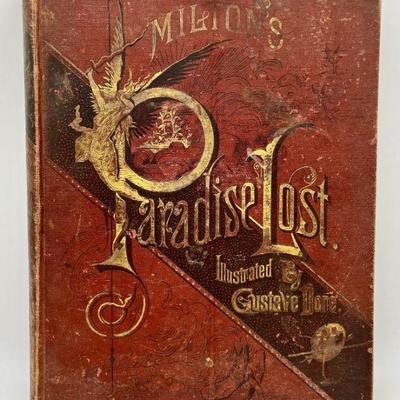 MILTON'S
Paradise Lost.
Illustrated By
Gustave Doré.